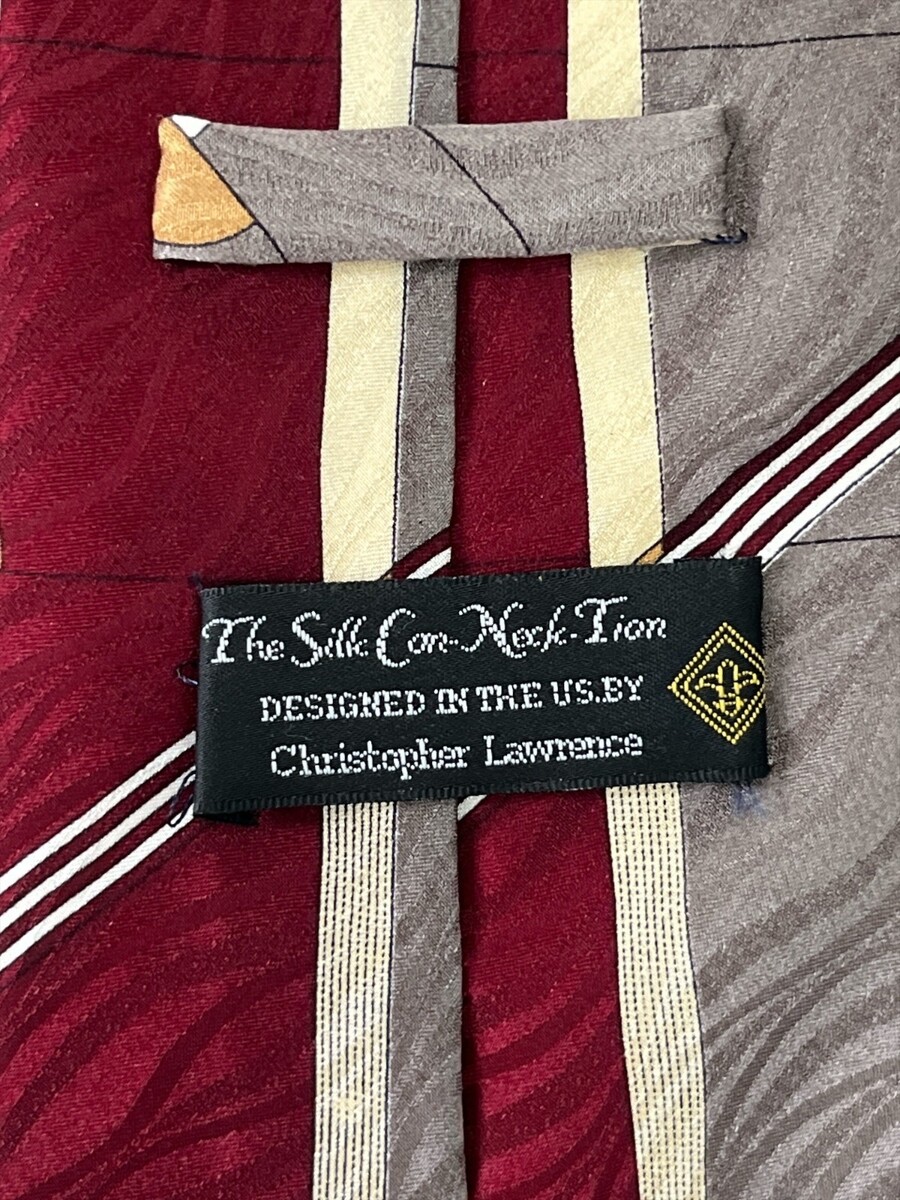 The Silk Con-Neck-Tion
DESIGNED IN THE US.BY
Christopher Lawrence